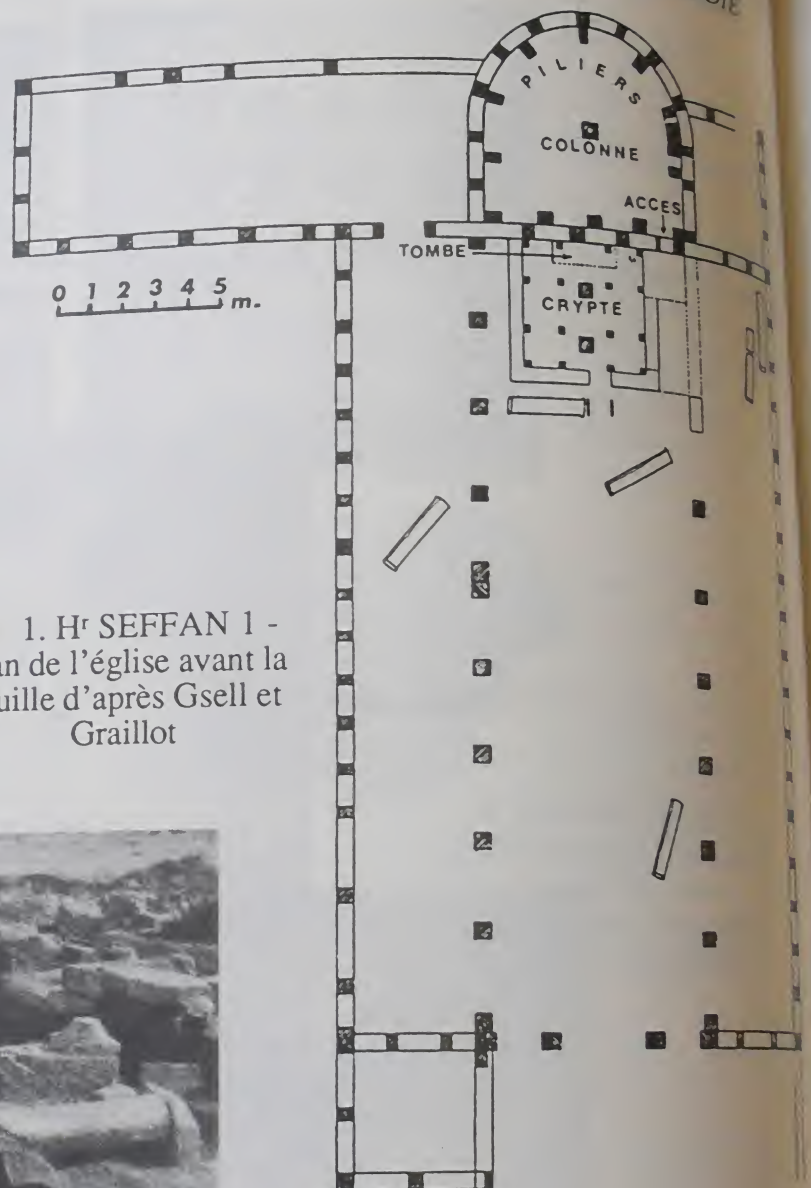 PILIERS
COLONNE
ACCES
TOMBE
CRYPTE
0 1 2 3 4 5 m.
1. Hʳ SEFFAN 1 -
de l'église avant la
d'après Gsell et
Graillot